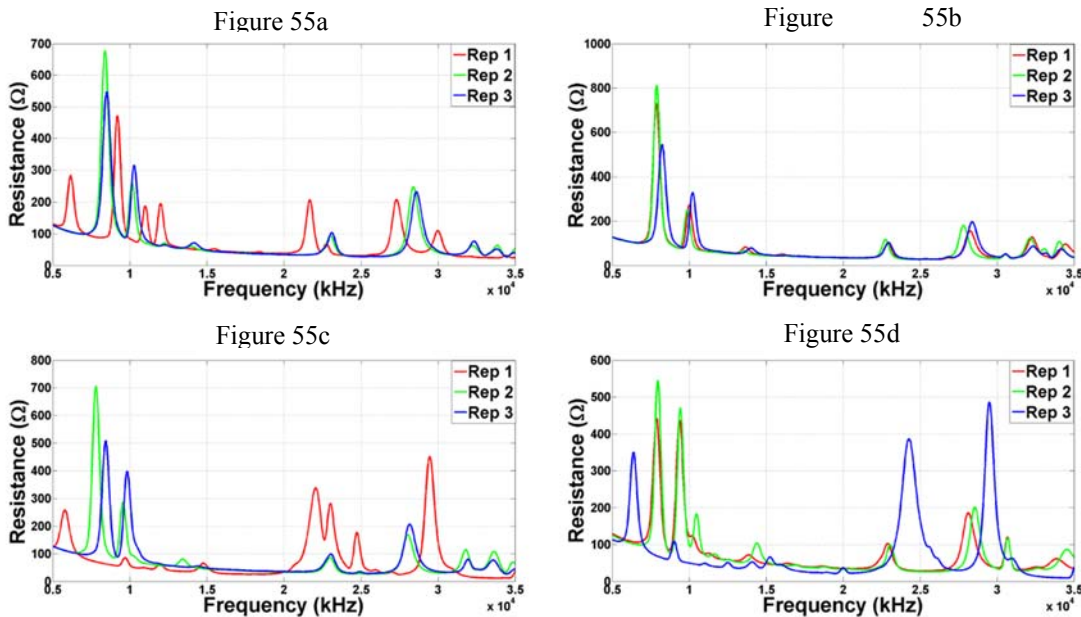 Figure 55a
Figure 55b
700
600
500
400
300
200
100
0
Resistance (Ω)
Rep 1
Rep 2
Rep 3
0.5 1 1.5 2 2.5 3 3.5
Frequency (kHz)
x 10⁴
1000
800
600
400
200
0
Resistance (Ω)
Rep 1
Rep 2
Rep 3
0.5 1 1.5 2 2.5 3 3.5
Frequency (kHz)
x 10⁴
Figure 55c
Figure 55d
800
700
600
500
400
300
200
100
0
Resistance (Ω)
Rep 1
Rep 2
Rep 3
0.5 1 1.5 2 2.5 3 3.5
Frequency (kHz)
x 10⁴
600
500
400
300
200
100
0
Resistance (Ω)
Rep 1
Rep 2
Rep 3
0.5 1 1.5 2 2.5 3 3.5
Frequency (kHz)
x 10⁴